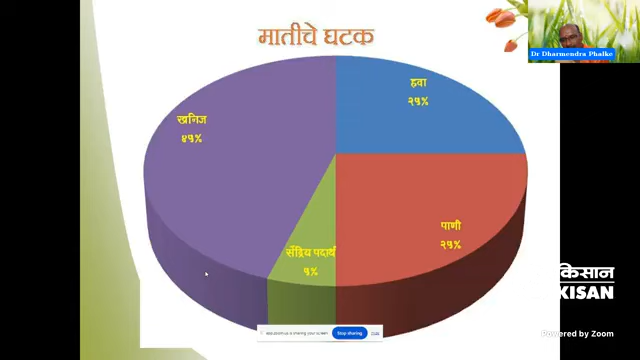 मातीचे घटक
Dr Dharmendra Phalke
हवा
२५%
खनिज
४५%
पाणी
२५%
सेंद्रिय पदार्थ
५%
किसान
KISAN
Stop sharing
Powered by Zoom